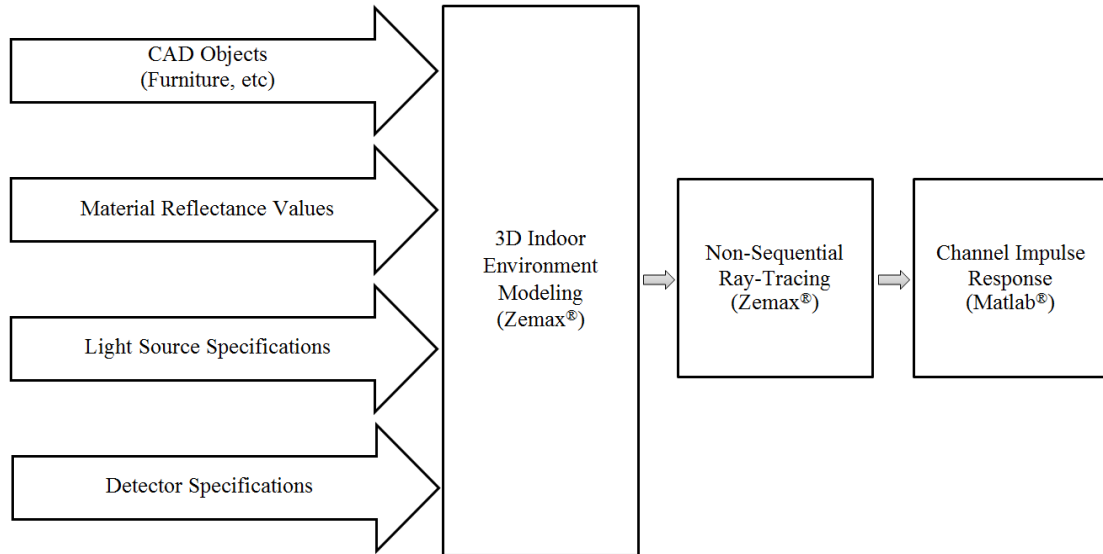 CAD Objects
(Furniture, etc)
Material Reflectance Values
Light Source Specifications
Detector Specifications
3D Indoor
Environment
Modeling
(Zemax®)
Non-Sequential
Ray-Tracing
(Zemax®)
Channel Impulse
Response
(Matlab®)